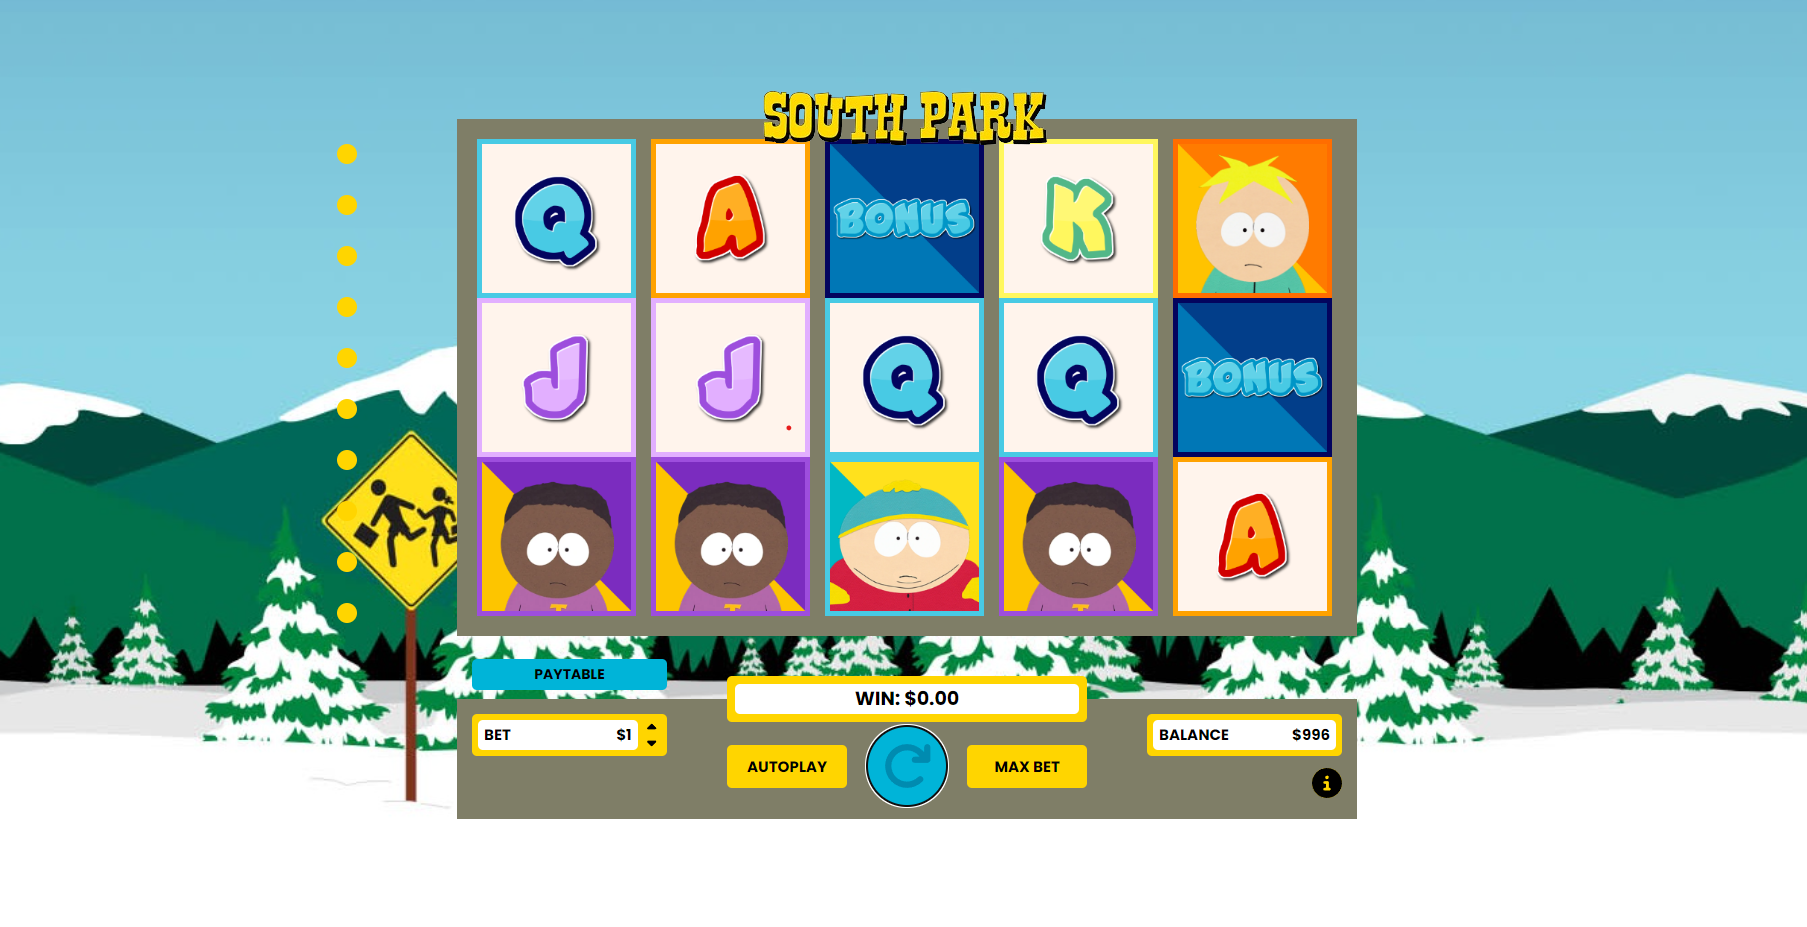 SOUTH PARK
Q A BONUS K
J J Q Q BONUS
T T T A
PAYTABLE
WIN: $0.00
BET $1
BALANCE $996
AUTOPLAY
MAX BET
i